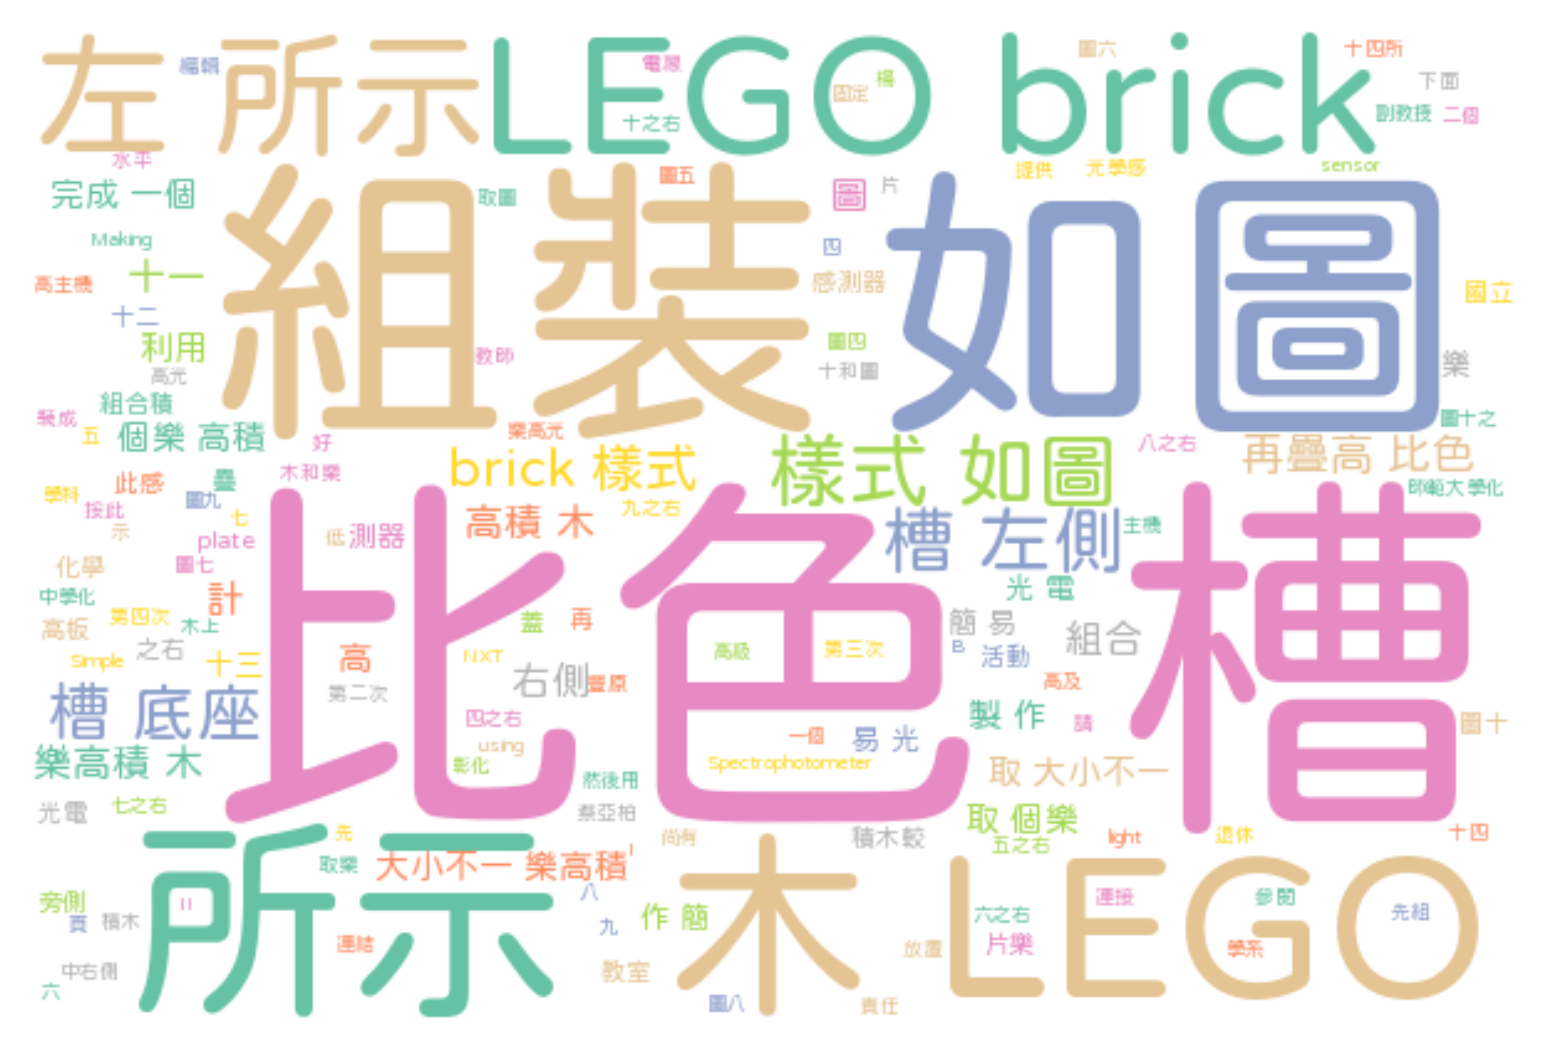 左 所示
LEGO brick
編輯
電線
十之右
固定
楊
圖六
十四所
下面
副教授
二個
水平
完成 一個
取圖
圖五
圖
片
提供
光學感
sensor
組裝
如圖
Making
十一
高主機
十二
利用
高光
四
感測器
圖四
十和圖
教師
國立
樂
組合積
裝成
五
個樂 高積
好
樂高光
圖十之
brick 樣式
樣式 如圖
八之右
再疊高 比色
木和樂
此感
疊
學科
圖九
按此
七
示
plate
低
測器
高積 木
九之右
槽 左側
主機
師範大學化
比色槽
化學
圖七
中學化
計
第四次
高板
木上
之右
Simple
十三
高
第二次
蓋
再
NXT
右側
豐原
高級
第三次
光 電
簡 易
B
活動
組合
高及
槽 底座
四之右
using
彰化
一個
易 光
製 作
請
圖十
樂高積 木
Spectrophotometer
然後用
蔡亞柏
取 大小不一
光電
七之右
取 個樂
五之右
積木較
尚有
light
退休
十四
所示
先
取樂
大小不一 樂高積
木
LEGO
旁側
頁
積木
II
連結
八
九
作 簡
六之右
片樂
連接
參閱
先組
學系
放置
中右側
六
教室
圖八
責任